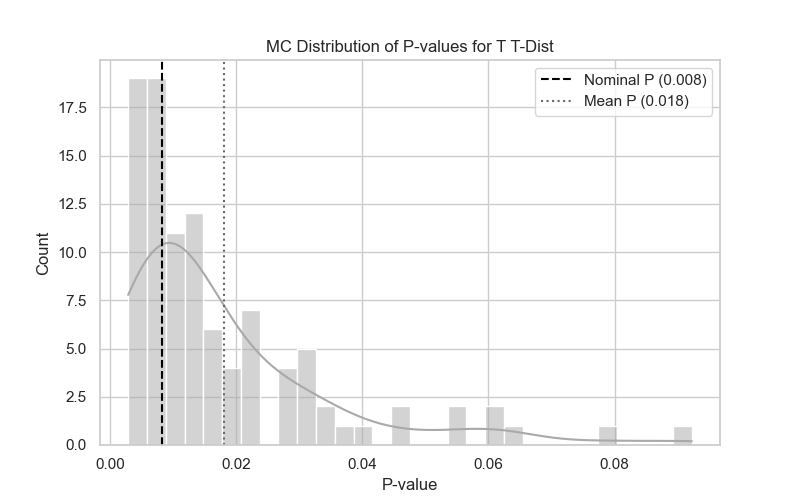 MC Distribution of P-values for T T-Dist
Nominal P (0.008)
Mean P (0.018)
17.5
15.0
12.5
10.0
7.5
5.0
2.5
0.0
Count
0.00 0.02 0.04 0.06 0.08
P-value